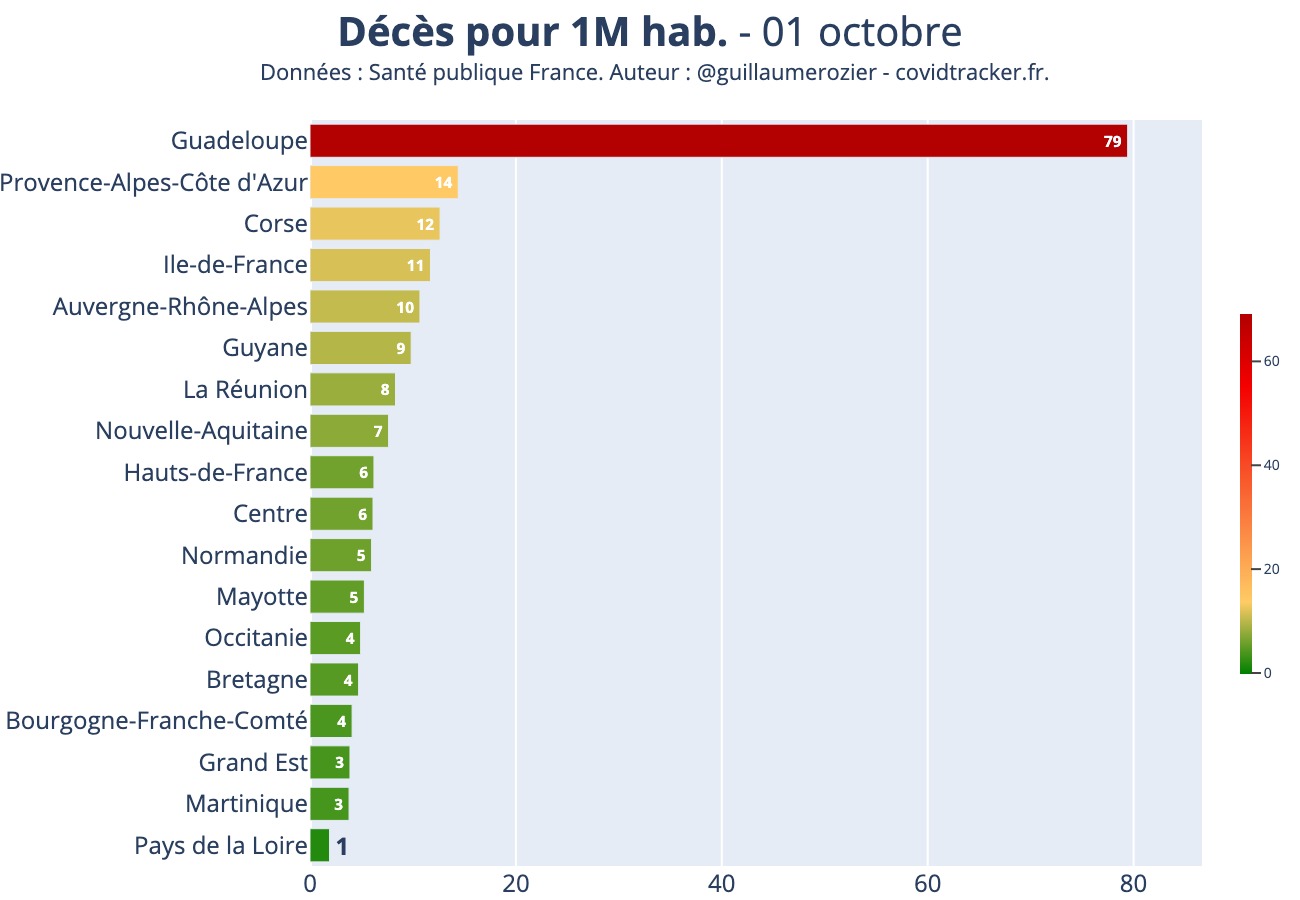 Décès pour 1M hab. - 01 octobre
Données : Santé publique France. Auteur : @guillaumerozier - covidtracker.fr.
Guadeloupe 79
Provence-Alpes-Côte d'Azur 14
Corse 12
Ile-de-France 11
Auvergne-Rhône-Alpes 10
Guyane 9
La Réunion 8
Nouvelle-Aquitaine 7
Hauts-de-France 6
Centre 6
Normandie 5
Mayotte 5
Occitanie 4
Bretagne 4
Bourgogne-Franche-Comté 4
Grand Est 3
Martinique 3
Pays de la Loire 1
0 20 40 60 80
60
40
20
0